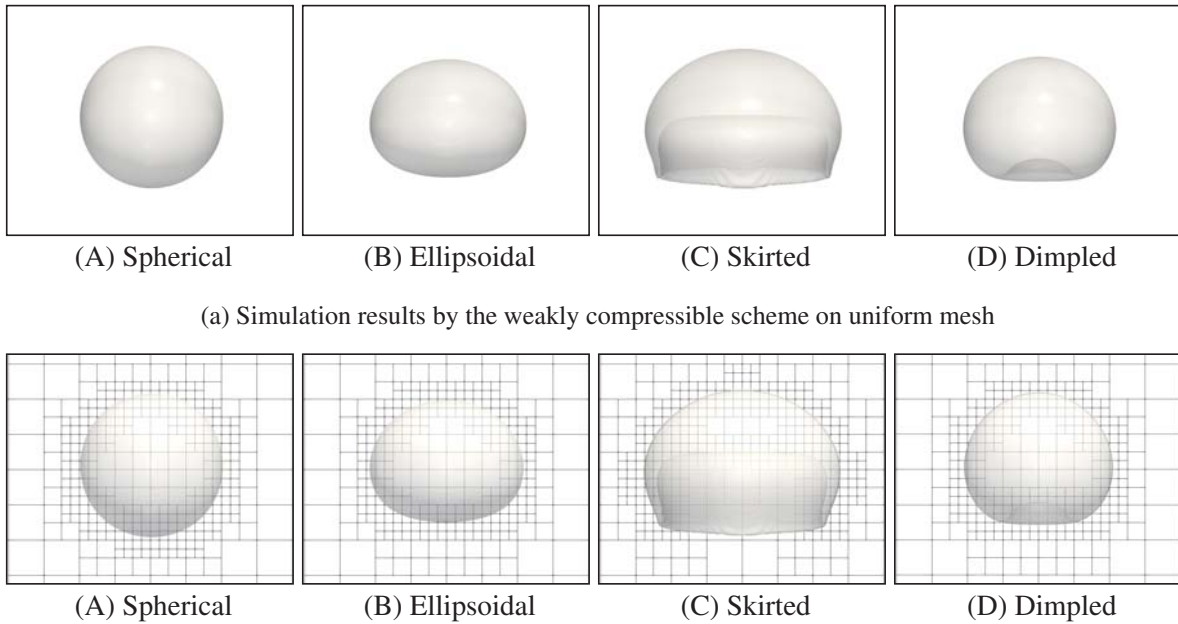 (A) Spherical (B) Ellipsoidal (C) Skirted (D) Dimpled
(a) Simulation results by the weakly compressible scheme on uniform mesh
(A) Spherical (B) Ellipsoidal (C) Skirted (D) Dimpled